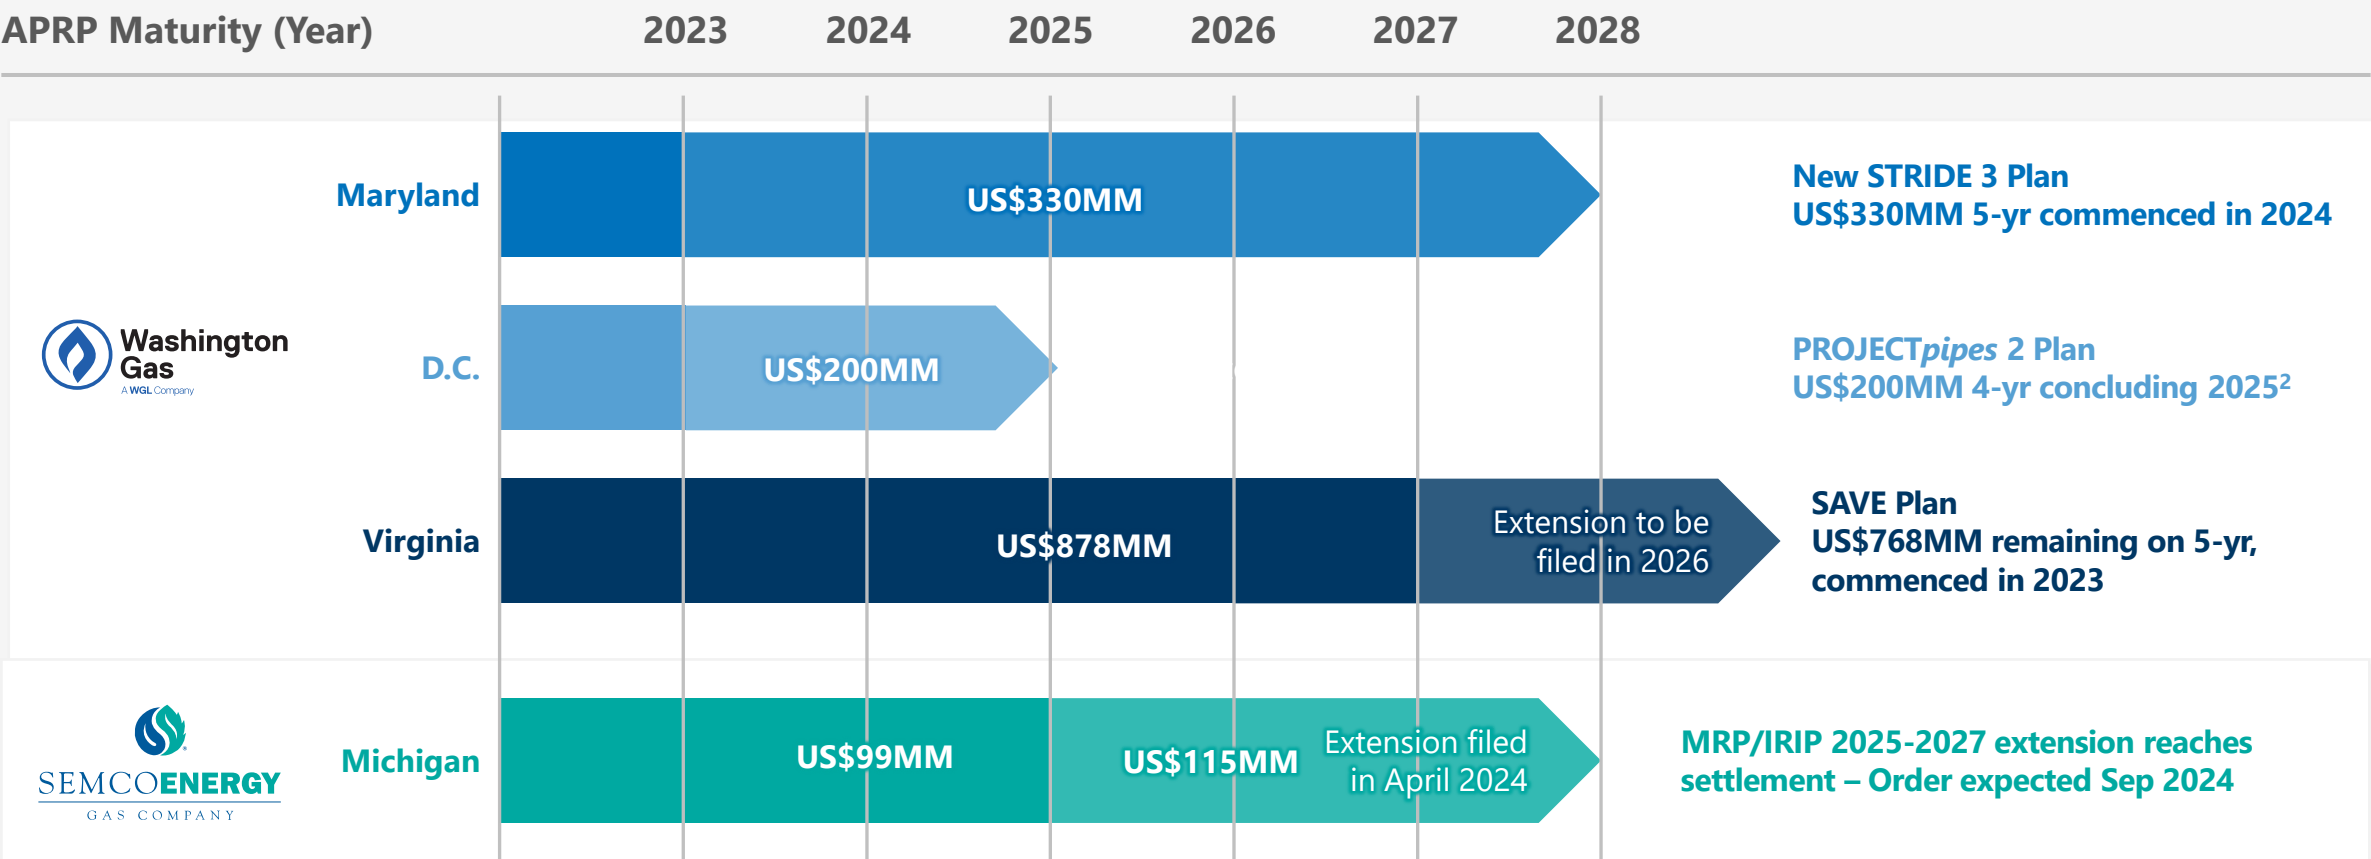 APRP Maturity (Year) 2023 2024 2025 2026 2027 2028
Maryland
US$330MM
New STRIDE 3 Plan
US$330MM 5-yr commenced in 2024
Washington
Gas
A WGL Company
D.C.
US$200MM
PROJECTpipes 2 Plan
US$200MM 4-yr concluding 2025²
Virginia
US$878MM
Extension to be
filed in 2026
SAVE Plan
US$768MM remaining on 5-yr,
commenced in 2023
SEMCOENERGY
GAS COMPANY
Michigan
US$99MM
US$115MM
Extension filed
in April 2024
MRP/IRIP 2025-2027 extension reaches
settlement – Order expected Sep 2024